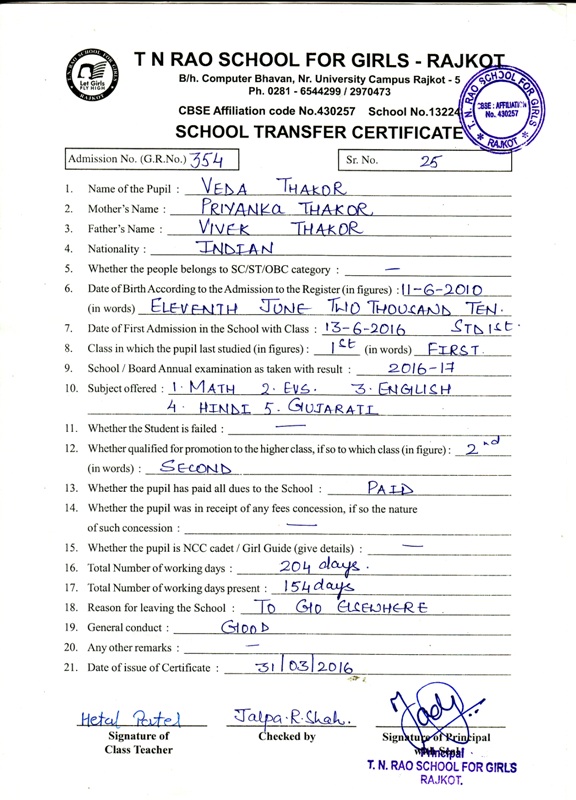 T N RAO SCHOOL FOR GIRLS - RAJKOT
B/h. Computer Bhavan, Nr. University Campus Rajkot - 5
Ph. 0281 - 6544299 / 2970473
CBSE Affiliation code No.430257 School No.13224
SCHOOL TRANSFER CERTIFICATE
T. N. RAO SCHOOL FOR GIRLS
Let Girls
FLY HIGH
RAJKOT
T. N. RAO SCHOOL FOR GIRLS
CBSE : AFFILIATION
No. 430257
RAJKOT
Admission No. (G.R.No.) 354 Sr. No. 25
1. Name of the Pupil : VEDA THAKOR
2. Mother's Name : PRIYANKA THAKOR
3. Father's Name : VIVEK THAKOR
4. Nationality : INDIAN
5. Whether the people belongs to SC/ST/OBC category : —
6. Date of Birth According to the Admission to the Register (in figures) : 11-6-2010
(in words) ELEVENTH JUNE TWO THOUSAND TEN.
7. Date of First Admission in the School with Class : 13-6-2016 STD 1st.
8. Class in which the pupil last studied (in figures) : 1st (in words) FIRST.
9. School / Board Annual examination as taken with result : 2016-17
10. Subject offered : 1. MATH 2. EVS. 3. ENGLISH
4. HINDI 5. GUJARATI
11. Whether the Student is failed : —
12. Whether qualified for promotion to the higher class, if so to which class (in figure) : 2nd
(in words) : SECOND
13. Whether the pupil has paid all dues to the School : PAID
14. Whether the pupil was in receipt of any fees concession, if so the nature
of such concession : —
15. Whether the pupil is NCC cadet / Girl Guide (give details) : —
16. Total Number of working days : 204 days.
17. Total Number of working days present : 154 days
18. Reason for leaving the School : TO GO ELSEWHERE
19. General conduct : GOOD
20. Any other remarks : —
21. Date of issue of Certificate : 31/03/2016
Hetal Patel Jalpa.R.Shah.
Signature of Checked by Signature of Principal
Class Teacher
Principal
T. N. RAO SCHOOL FOR GIRLS
RAJKOT.